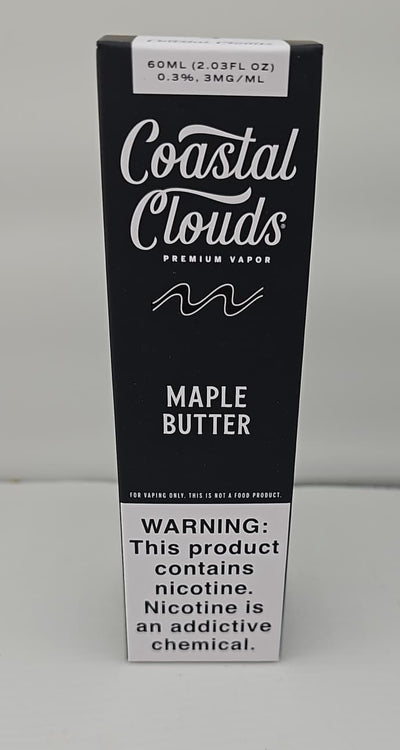 60ML (2.03FL OZ)
0.3%, 3MG/ML
Coastal
Clouds
PREMIUM VAPOR
MAPLE
BUTTER
FOR VAPING ONLY. THIS IS NOT A FOOD PRODUCT.
WARNING:
This product
contains
nicotine.
Nicotine is
an addictive
chemical.